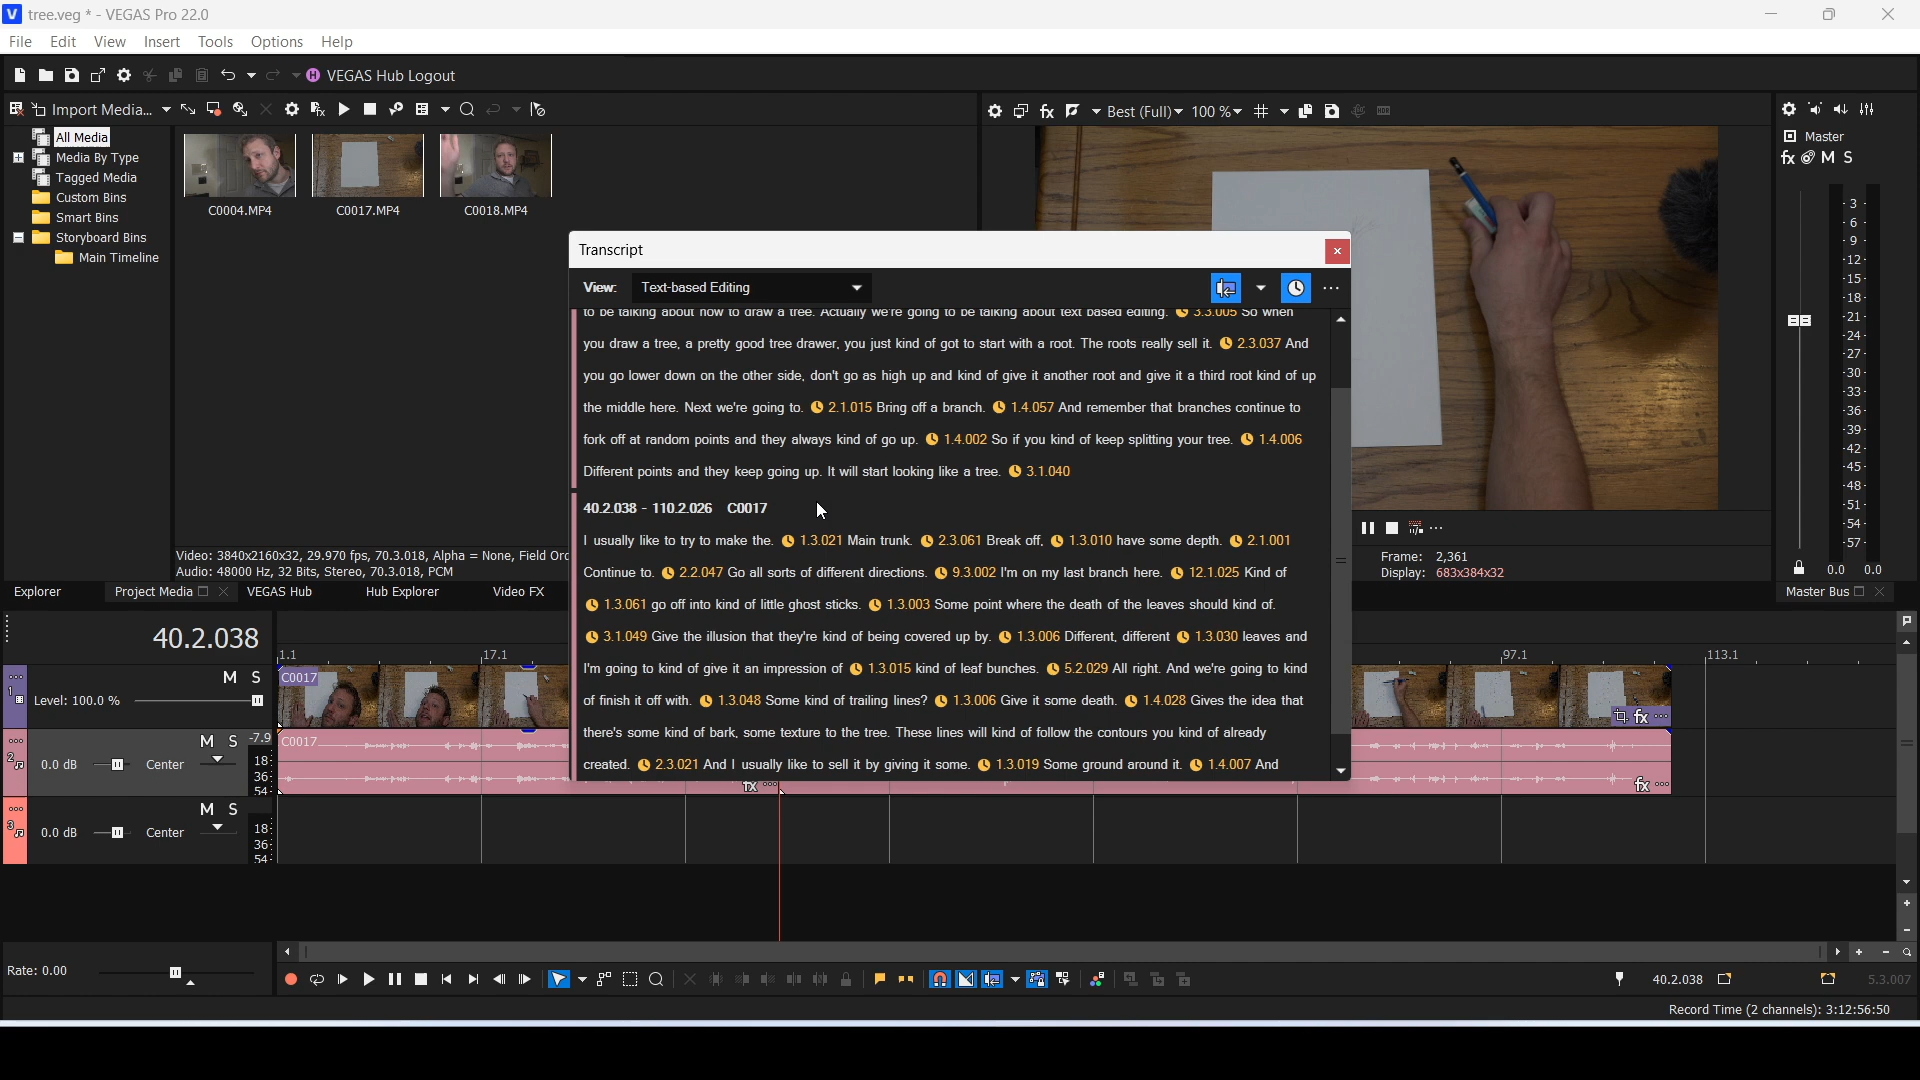 tree.veg * - VEGAS Pro 22.0
File Edit View Insert Tools Options Help
VEGAS Hub Logout
Import Media...
Best (Full) 100 %
All Media
Media By Type
Tagged Media
Custom Bins
Smart Bins
Storyboard Bins
Main Timeline
C0004.MP4 C0017.MP4 C0018.MP4
Video: 3840x2160x32, 29.970 fps, 70.3.018, Alpha = None, Field Ord
Audio: 48000 Hz, 32 Bits, Stereo, 70.3.018, PCM
Explorer Project Media VEGAS Hub Hub Explorer Video FX
Transcript
View: Text-based Editing
to be talking about how to draw a tree. Actually we're going to be talking about text based editing. 3.3.005 So when
you draw a tree, a pretty good tree drawer, you just kind of got to start with a root. The roots really sell it. 2.3.037 And
you go lower down on the other side, don't go as high up and kind of give it another root and give it a third root kind of up
the middle here. Next we're going to. 2.1.015 Bring off a branch. 1.4.057 And remember that branches continue to
fork off at random points and they always kind of go up. 1.4.002 So if you kind of keep splitting your tree. 1.4.006
Different points and they keep going up. It will start looking like a tree. 3.1.040
40.2.038 - 110.2.026 C0017
I usually like to try to make the. 1.3.021 Main trunk. 2.3.061 Break off, 1.3.010 have some depth. 2.1.001
Continue to. 2.2.047 Go all sorts of different directions. 9.3.002 I'm on my last branch here. 12.1.025 Kind of
1.3.061 go off into kind of little ghost sticks. 1.3.003 Some point where the death of the leaves should kind of.
3.1.049 Give the illusion that they're kind of being covered up by. 1.3.006 Different, different 1.3.030 leaves and
I'm going to kind of give it an impression of 1.3.015 kind of leaf bunches. 5.2.029 All right. And we're going to kind
of finish it off with. 1.3.048 Some kind of trailing lines? 1.3.006 Give it some death. 1.4.028 Gives the idea that
there's some kind of bark, some texture to the tree. These lines will kind of follow the contours you kind of already
created. 2.3.021 And I usually like to sell it by giving it some. 1.3.019 Some ground around it. 1.4.007 And
Frame: 2,361
Display: 683x384x32
Master
fx M S
-3-
-6-
-9-
-12-
-15-
-18-
-21-
-24-
-27-
-30-
-33-
-36-
-39-
-42-
-45-
-48-
-51-
-54-
-57-
0.0 0.0
Master Bus
40.2.038
1.1 17.1 97.1 113.1
1 M S
Level: 100.0 %
C0017
fx
2 M S -7.9
0.0 dB Center
18
36
54
C0017
fx
fx
3 M S
0.0 dB Center
18
36
54
Rate: 0.00
40.2.038 5.3.007
Record Time (2 channels): 3:12:56:50